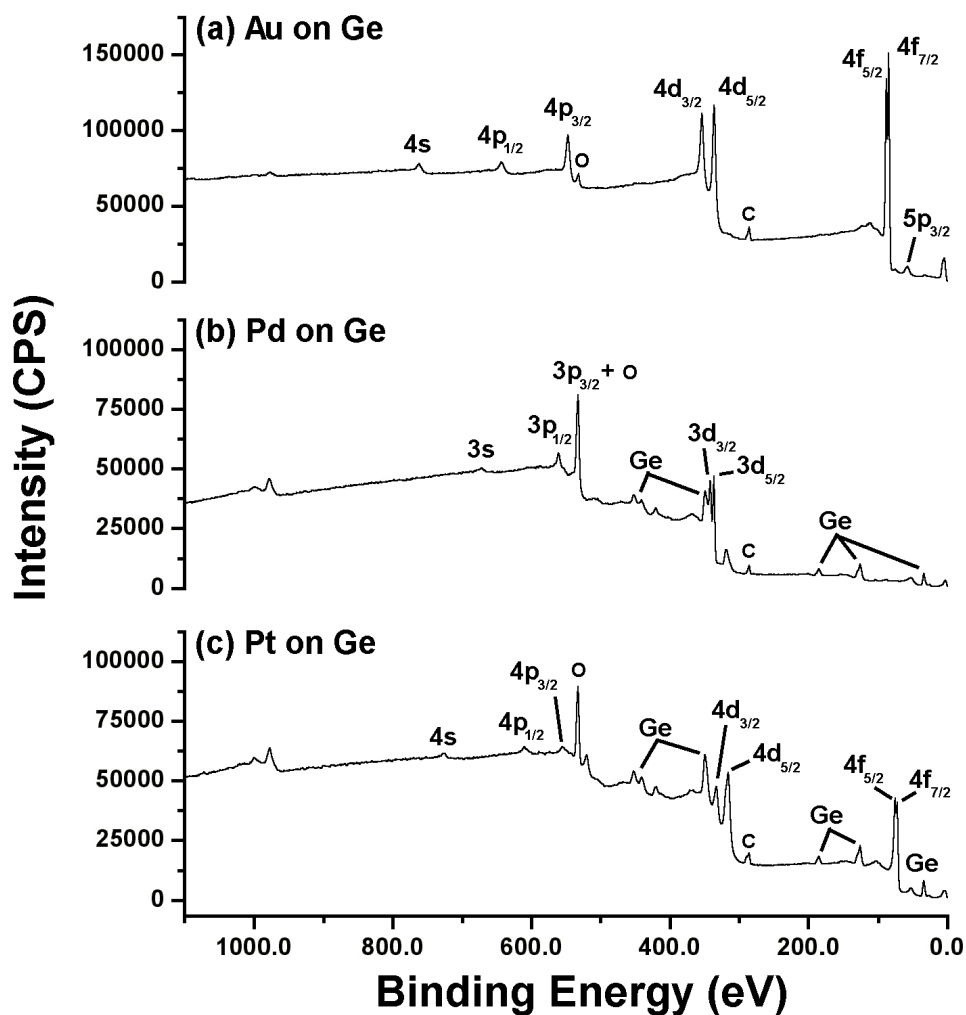 Intensity (CPS)
(a) Au on Ge
150000
100000
50000
0
4s
4p1/2
4p3/2
O
4d3/2
4d5/2
C
4f5/2
4f7/2
5p3/2
(b) Pd on Ge
100000
75000
50000
25000
0
3s
3p1/2
3p3/2 + O
Ge
3d3/2
3d5/2
C
Ge
(c) Pt on Ge
100000
75000
50000
25000
0
4s
4p1/2
4p3/2
O
Ge
4d3/2
4d5/2
C
Ge
4f5/2
4f7/2
Ge
1000.0 800.0 600.0 400.0 200.0 0.0
Binding Energy (eV)